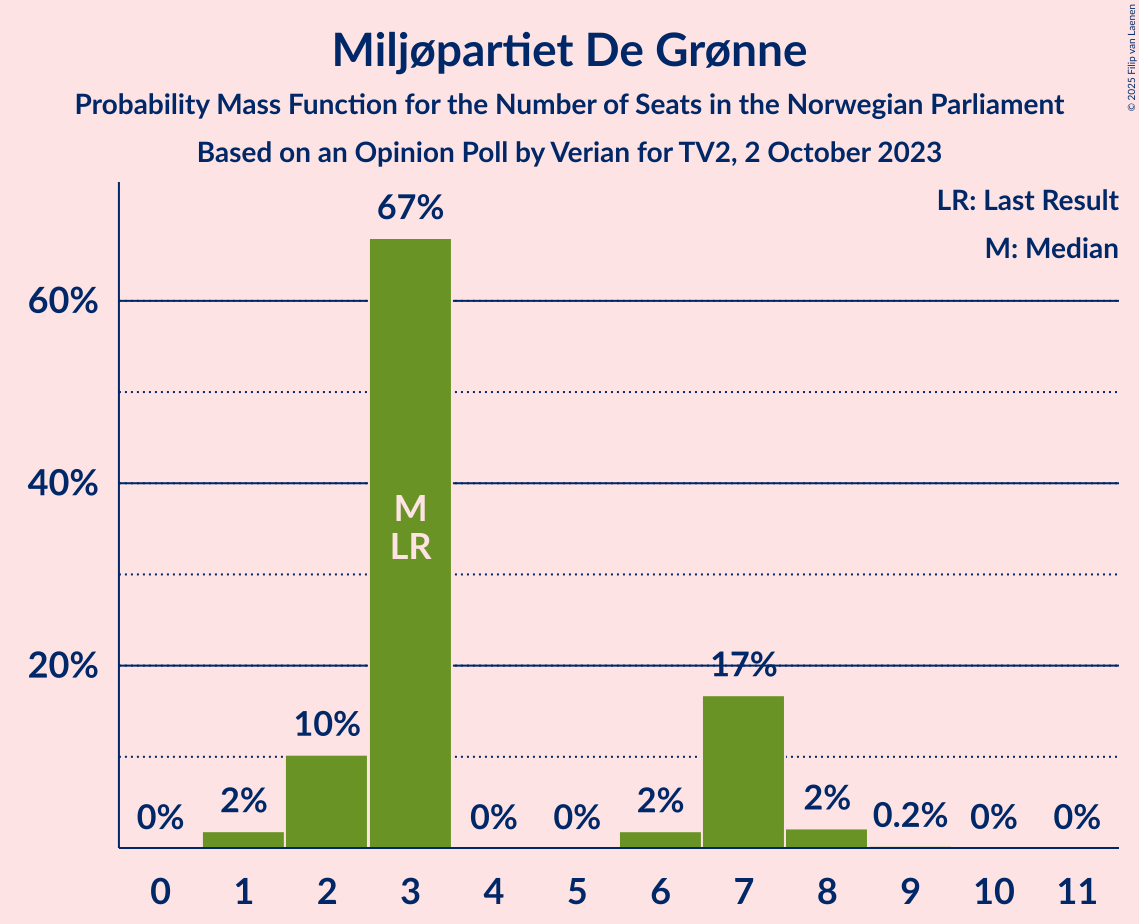 Miljøpartiet De Grønne
Probability Mass Function for the Number of Seats in the Norwegian Parliament
Based on an Opinion Poll by Verian for TV2, 2 October 2023
© 2025 Filip van Laenen
LR: Last Result
M: Median
60%
40%
20%
0%
2%
10%
67%
M
LR
0%
0%
2%
17%
2%
0.2%
0%
0%
0 1 2 3 4 5 6 7 8 9 10 11